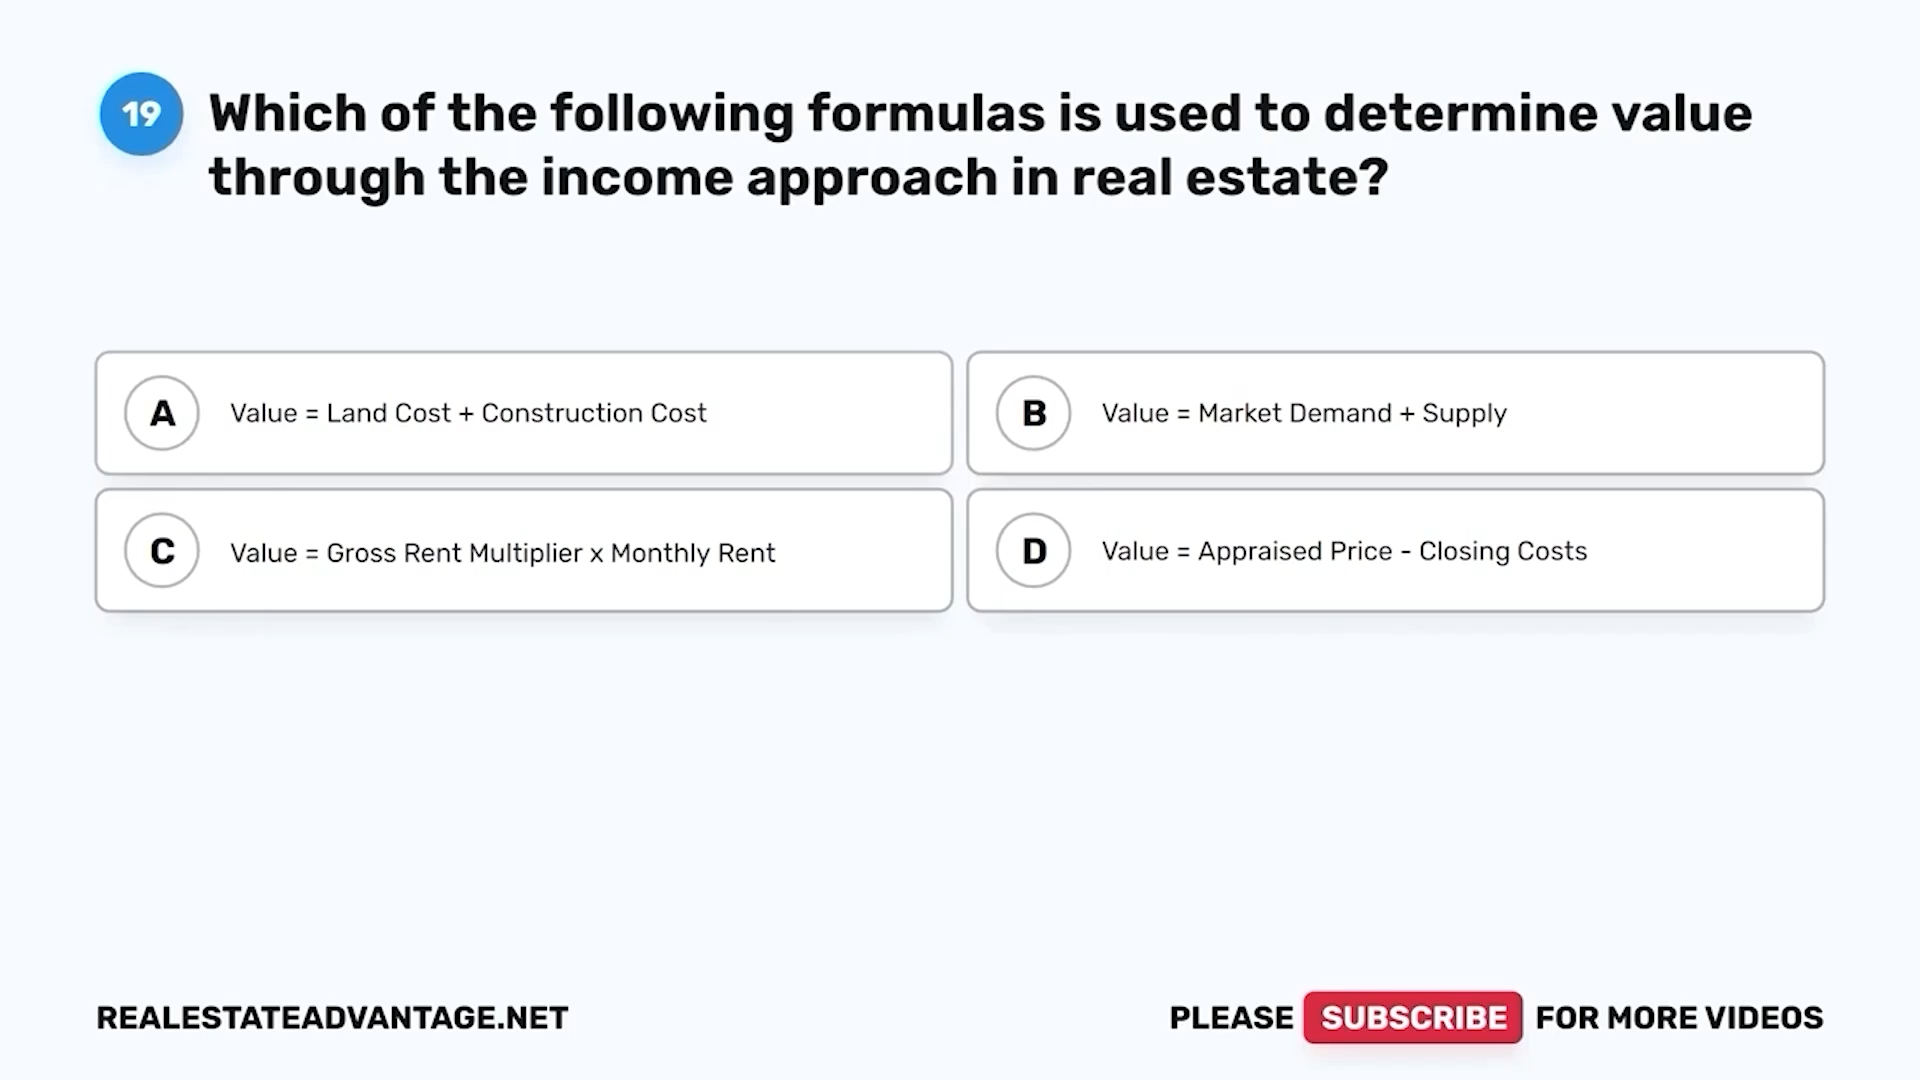 19
Which of the following formulas is used to determine value
through the income approach in real estate?
A
Value = Land Cost + Construction Cost
B
Value = Market Demand + Supply
C
Value = Gross Rent Multiplier x Monthly Rent
D
Value = Appraised Price - Closing Costs
REALESTATEADVANTAGE.NET
PLEASE SUBSCRIBE FOR MORE VIDEOS